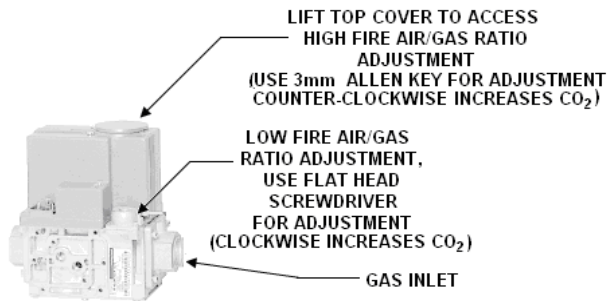 LIFT TOP COVER TO ACCESS
HIGH FIRE AIR/GAS RATIO
ADJUSTMENT
(USE 3mm ALLEN KEY FOR ADJUSTMENT
COUNTER-CLOCKWISE INCREASES CO₂)
LOW FIRE AIR/GAS
RATIO ADJUSTMENT,
USE FLAT HEAD
SCREWDRIVER
FOR ADJUSTMENT
(CLOCKWISE INCREASES CO₂)
GAS INLET